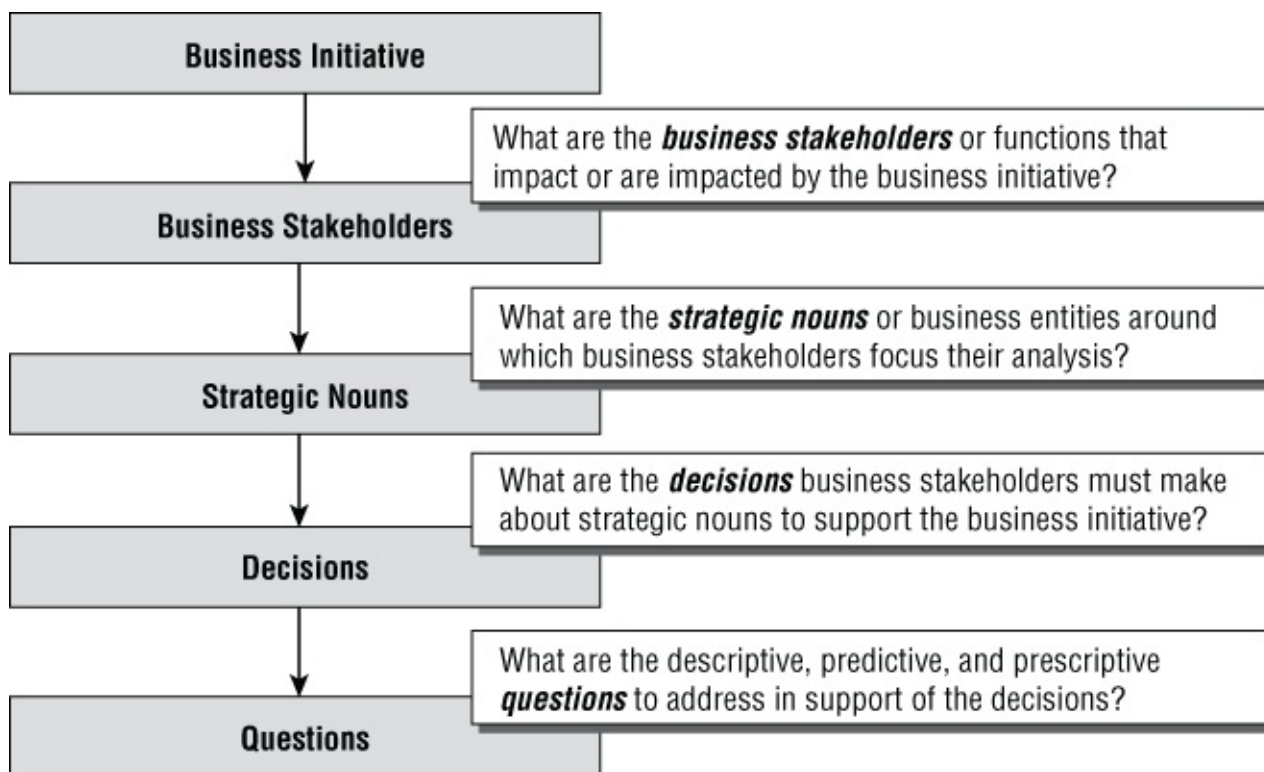 Business Initiative
What are the business stakeholders or functions that
impact or are impacted by the business initiative?
Business Stakeholders
What are the strategic nouns or business entities around
which business stakeholders focus their analysis?
Strategic Nouns
What are the decisions business stakeholders must make
about strategic nouns to support the business initiative?
Decisions
What are the descriptive, predictive, and prescriptive
questions to address in support of the decisions?
Questions